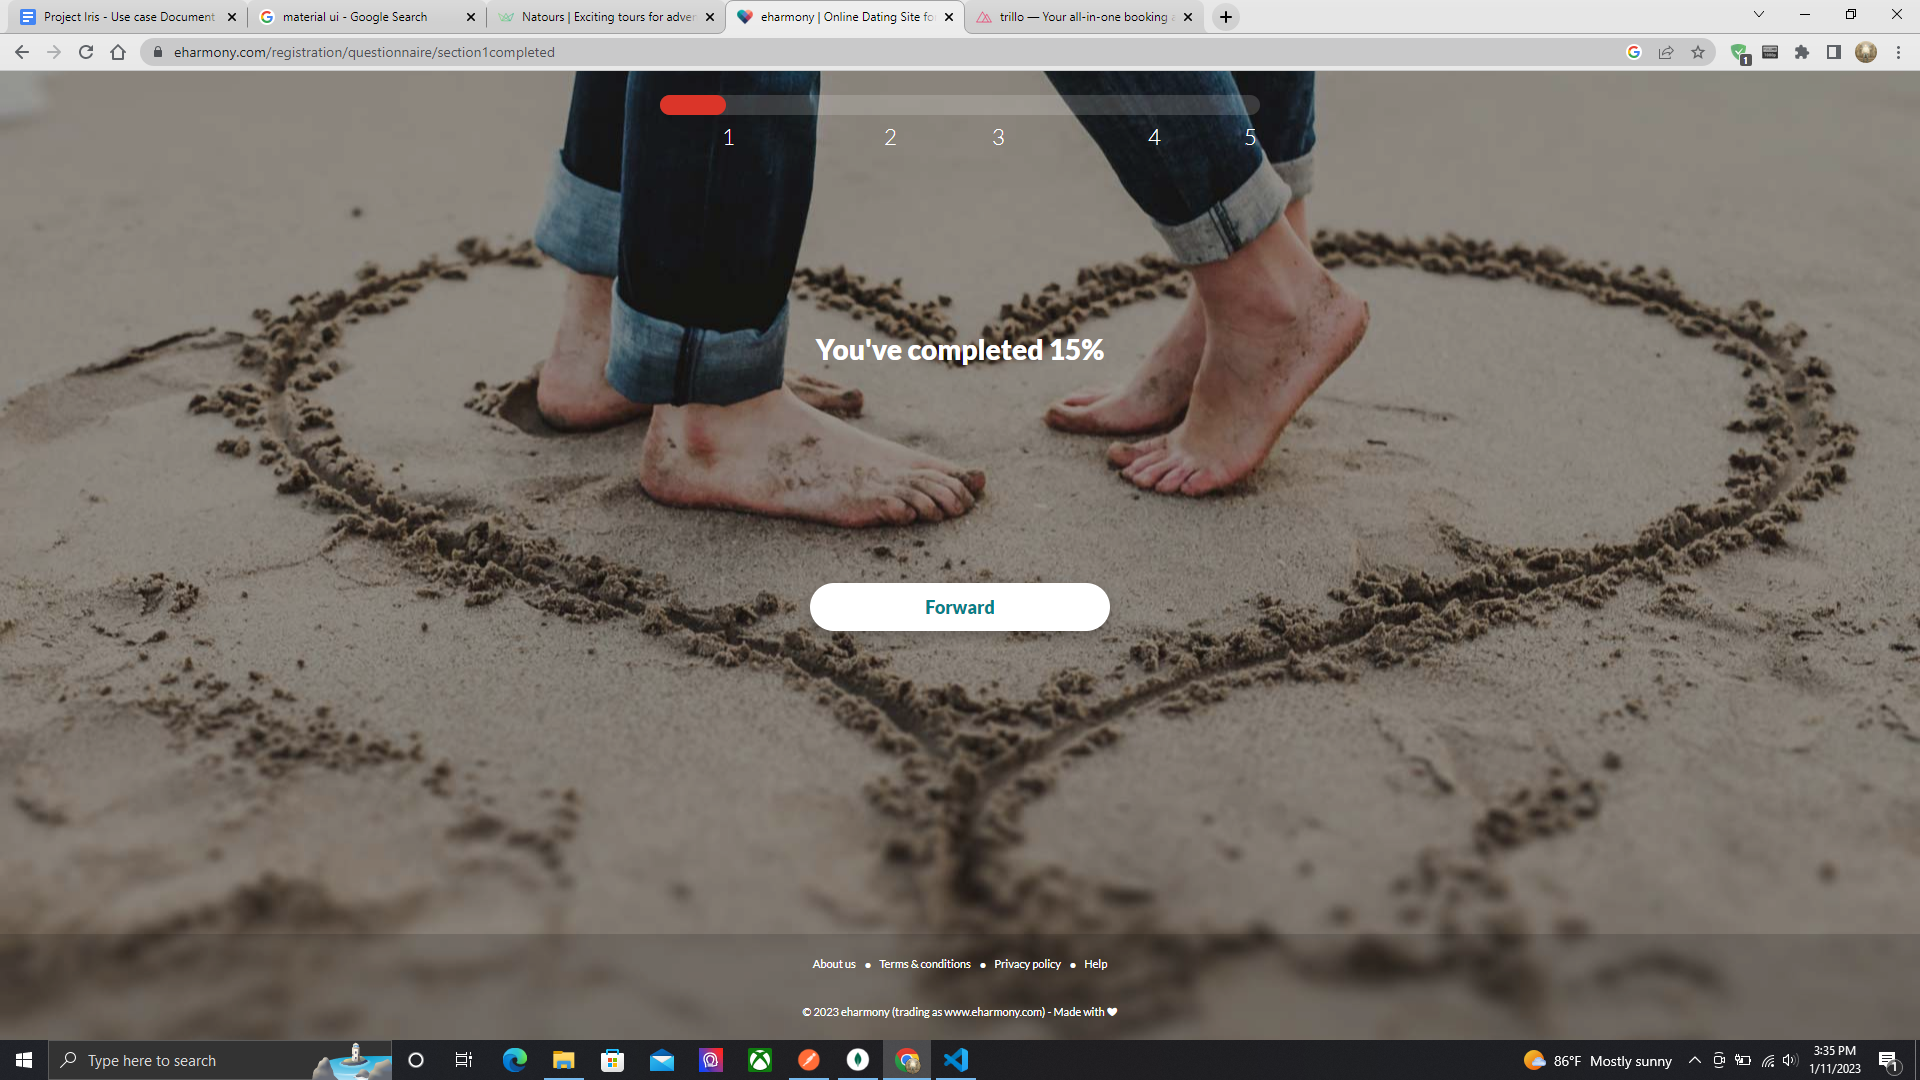 Project Iris - Use case Document
material ui - Google Search
Natours | Exciting tours for adver
eharmony | Online Dating Site fo
trillo — Your all-in-one booking a
eharmony.com/registration/questionnaire/section1completed
1
1 2 3 4 5
You've completed 15%
Forward
About us • Terms & conditions • Privacy policy • Help
© 2023 eharmony (trading as www.eharmony.com) - Made with ♥
Type here to search
86°F Mostly sunny
3:35 PM
1/11/2023
1